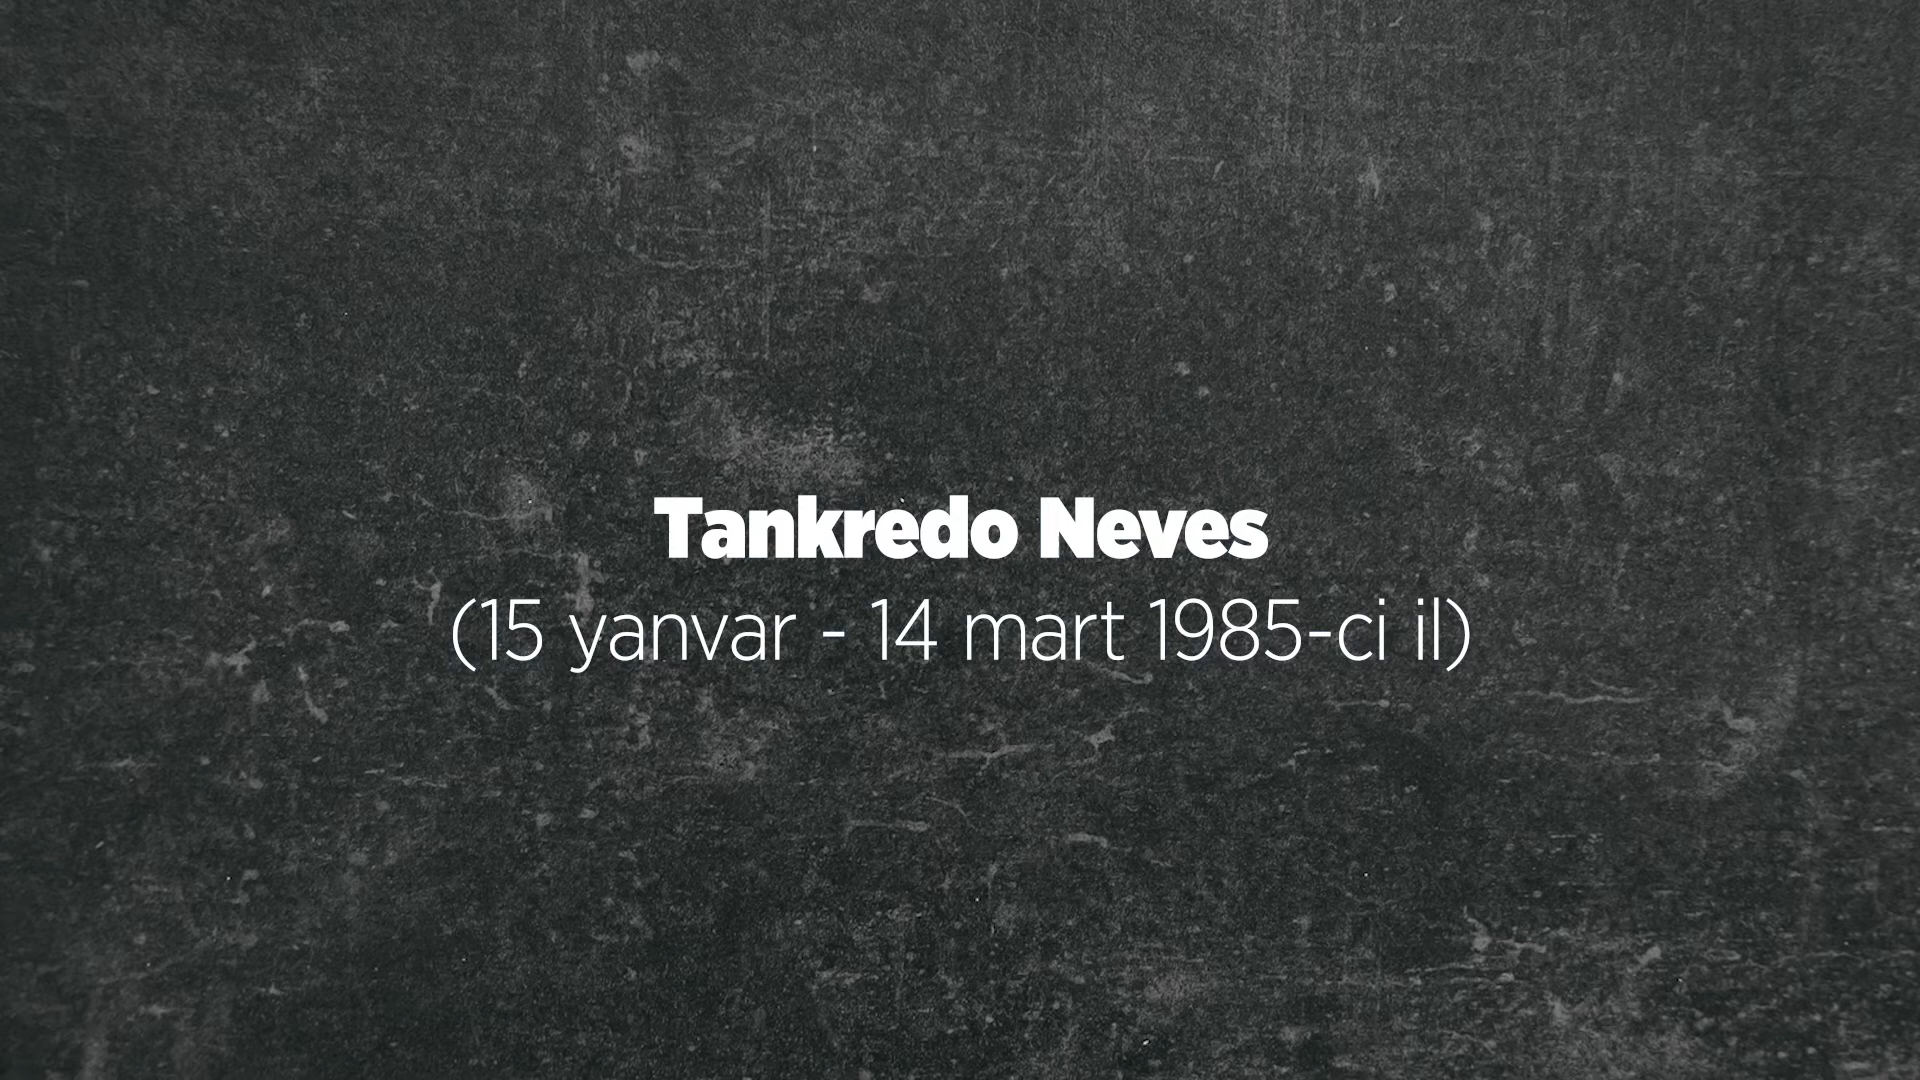 Tankredo Neves
(15 yanvar - 14 mart 1985-ci il)